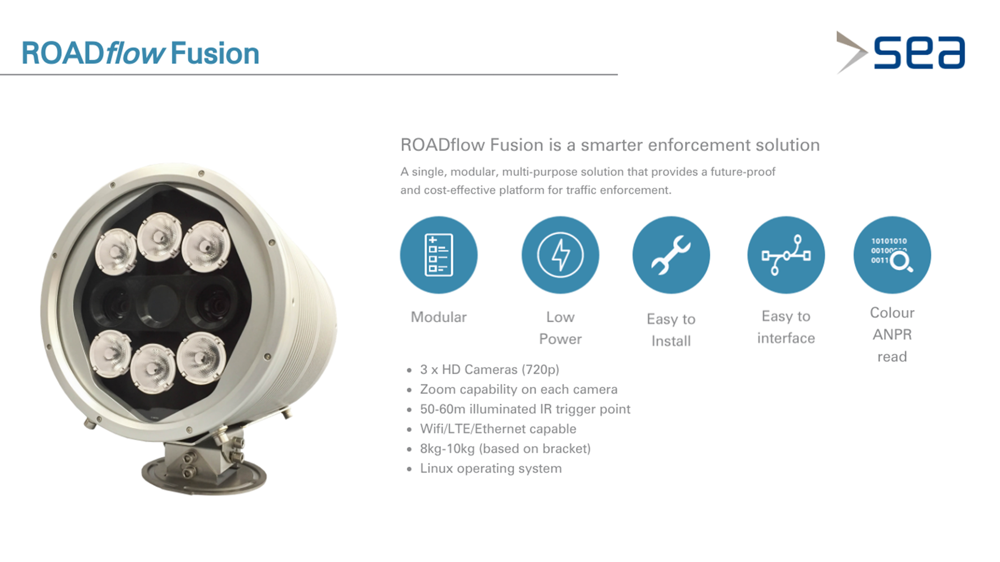 ROADflow Fusion
sea
ROADflow Fusion is a smarter enforcement solution
A single, modular, multi-purpose solution that provides a future-proof
and cost-effective platform for traffic enforcement.
10101010
0010
0011
Modular
Low
Power
Easy to
Install
Easy to
interface
Colour
ANPR
read
• 3 x HD Cameras (720p)
• Zoom capability on each camera
• 50-60m illuminated IR trigger point
• Wifi/LTE/Ethernet capable
• 8kg-10kg (based on bracket)
• Linux operating system